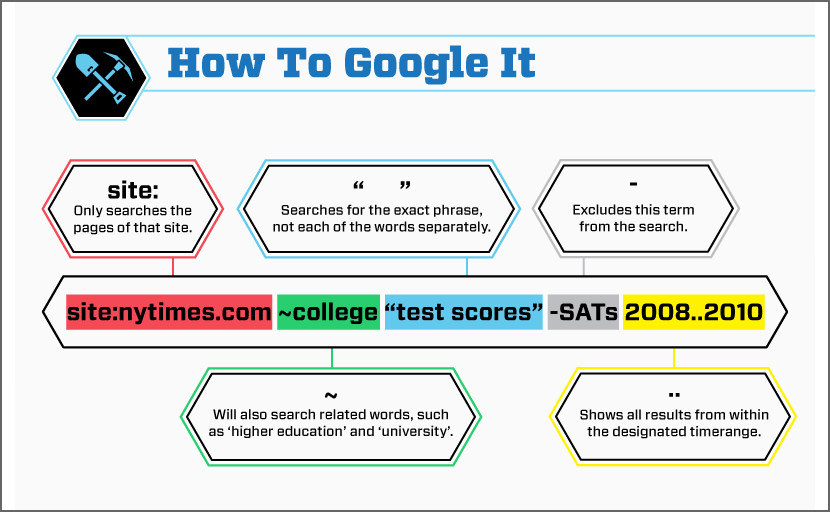 How To Google It
site:
Only searches the
pages of that site.
“ ”
Searches for the exact phrase,
not each of the words separately.
-
Excludes this term
from the search.
site:nytimes.com ~college “test scores” -SATs 2008..2010
~
Will also search related words, such
as ‘higher education’ and ‘university’.
..
Shows all results from within
the designated timerange.